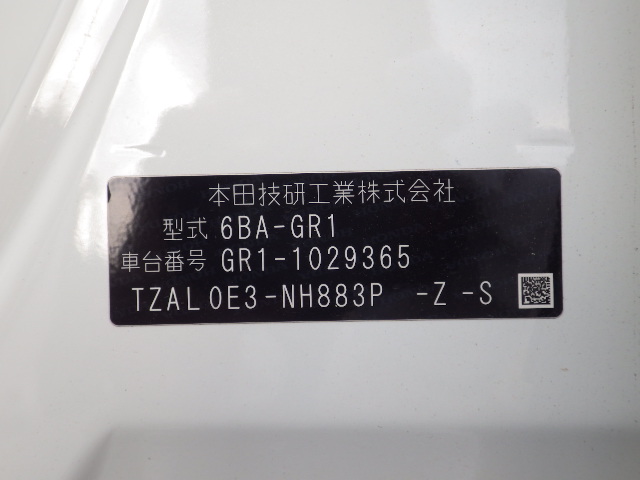 本田技研工業株式会社
型式 6BA-GR1
車台番号 GR1-1029365
TZAL0E3-NH883P -Z -S